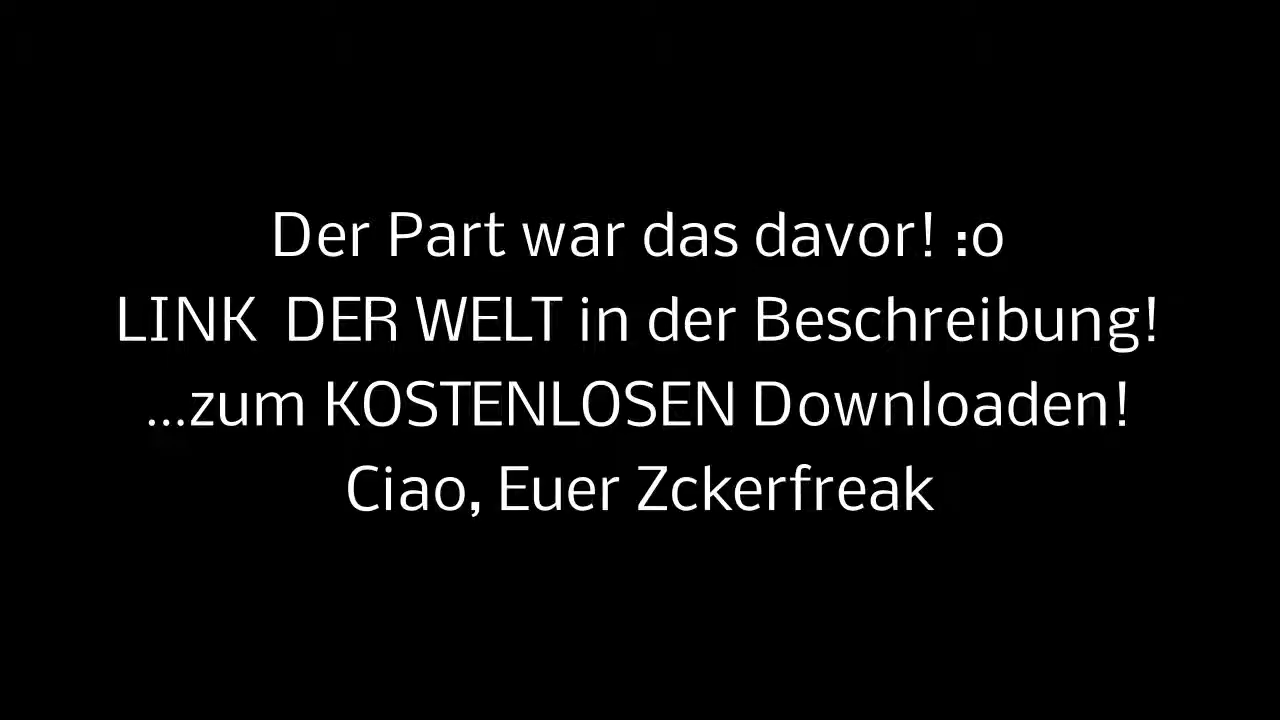 Der Part war das davor! :o
LINK  DER WELT in der Beschreibung!
...zum KOSTENLOSEN Downloaden!
Ciao, Euer Zckerfreak